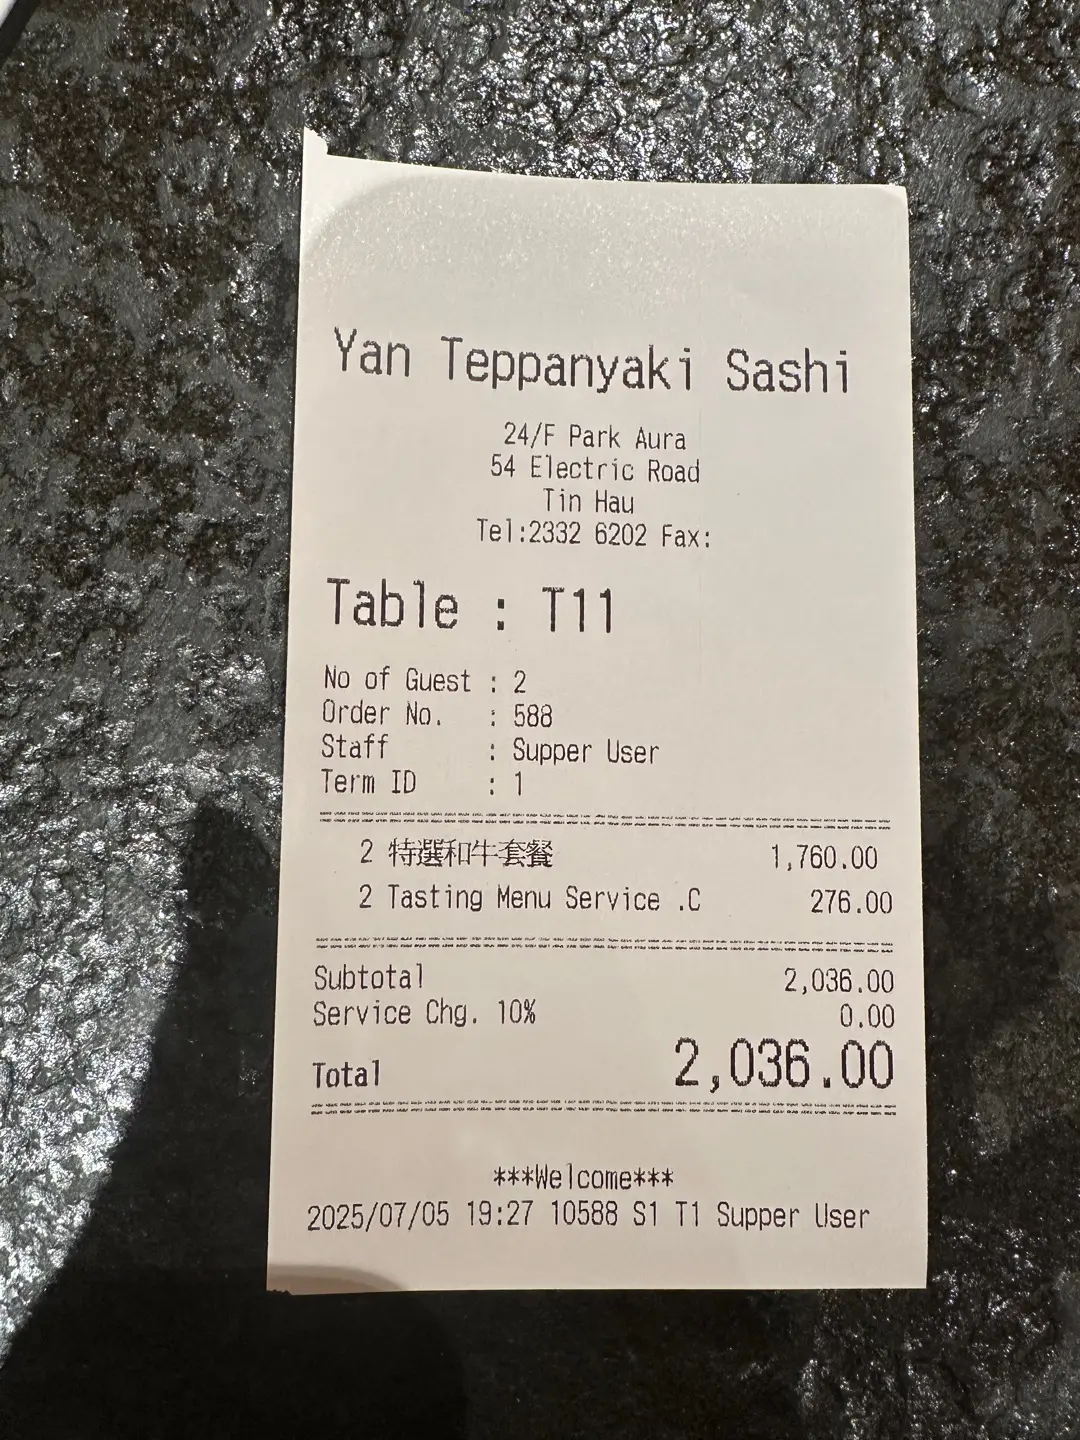 Yan Teppanyaki Sashi
24/F Park Aura
54 Electric Road
Tin Hau
Tel:2332 6202 Fax:
Table : T11
No of Guest : 2
Order No. : 588
Staff : Supper User
Term ID : 1
2 特選和牛套餐 1,760.00
2 Tasting Menu Service .C 276.00
Subtotal 2,036.00
Service Chg. 10% 0.00
Total 2,036.00
***Welcome***
2025/07/05 19:27 10588 S1 T1 Supper User